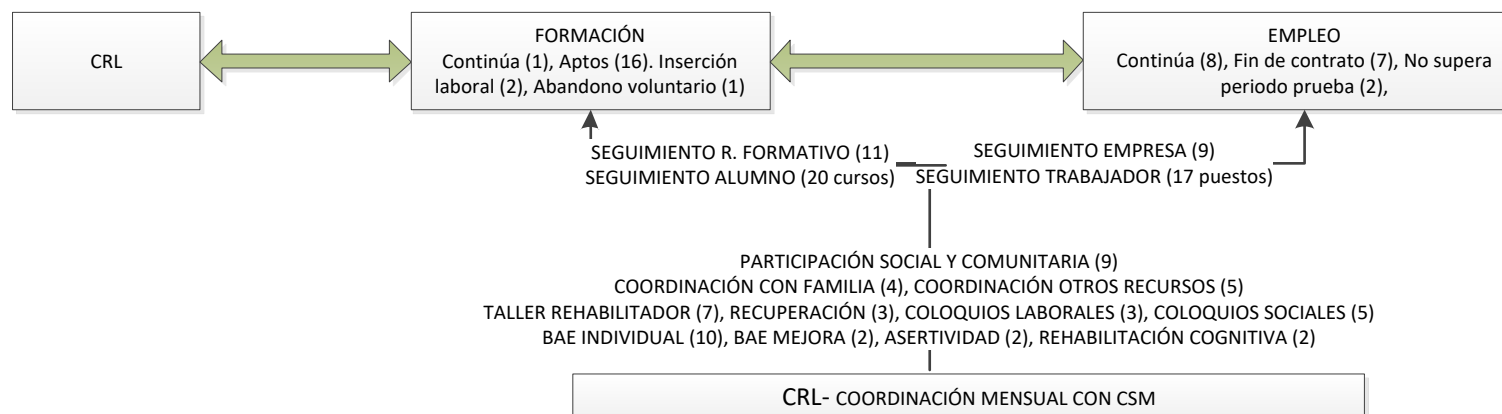 CRL
FORMACIÓN
Continúa (1), Aptos (16). Inserción
laboral (2), Abandono voluntario (1)
EMPLEO
Continúa (8), Fin de contrato (7), No supera
periodo prueba (2),
SEGUIMIENTO R. FORMATIVO (11)
SEGUIMIENTO ALUMNO (20 cursos)
SEGUIMIENTO EMPRESA (9)
SEGUIMIENTO TRABAJADOR (17 puestos)
PARTICIPACIÓN SOCIAL Y COMUNITARIA (9)
COORDINACIÓN CON FAMILIA (4), COORDINACIÓN OTROS RECURSOS (5)
TALLER REHABILITADOR (7), RECUPERACIÓN (3), COLOQUIOS LABORALES (3), COLOQUIOS SOCIALES (5)
BAE INDIVIDUAL (10), BAE MEJORA (2), ASERTIVIDAD (2), REHABILITACIÓN COGNITIVA (2)
CRL- COORDINACIÓN MENSUAL CON CSM